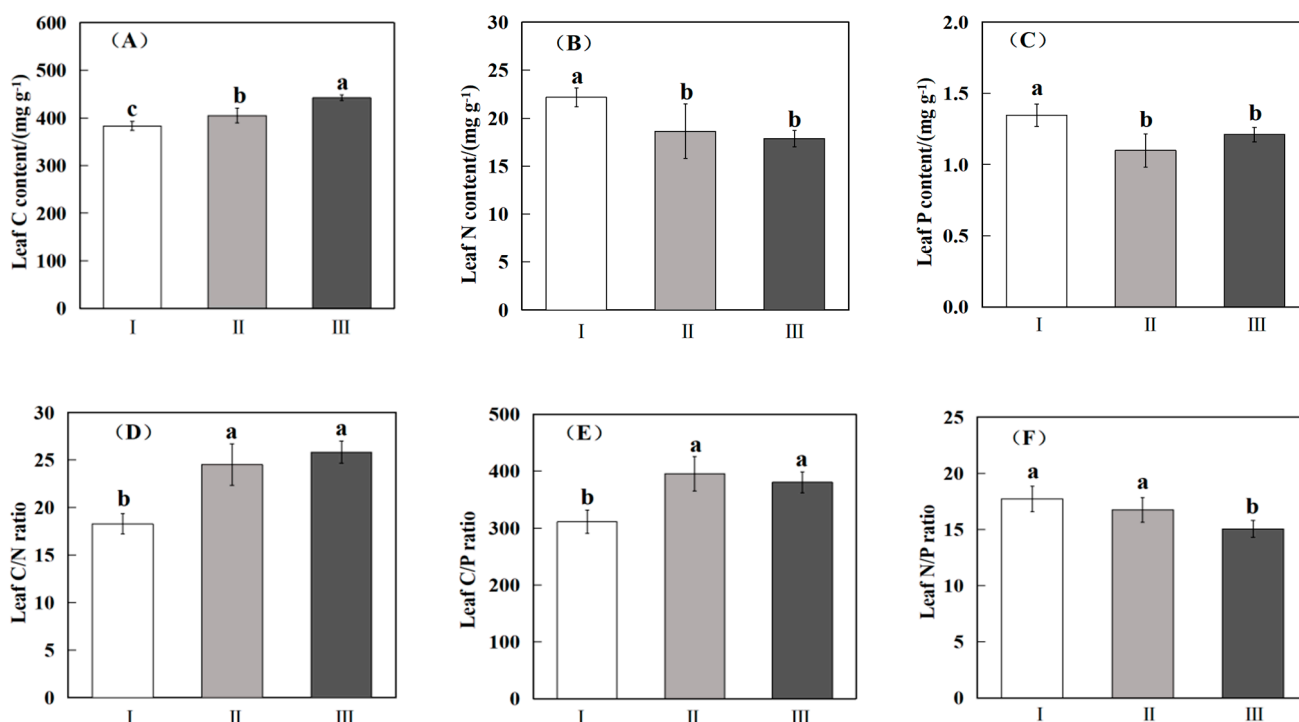 （A）
Leaf C content/(mg g⁻¹)
600
500
400
300
200
100
0
c
b
a
I
II
III
（B）
Leaf N content/(mg g⁻¹)
30
25
20
15
10
5
0
a
b
b
I
II
III
（C）
Leaf P content/(mg g⁻¹)
2.0
1.5
1.0
0.5
0.0
a
b
b
I
II
III
（D）
Leaf C/N ratio
30
25
20
15
10
5
0
b
a
a
I
II
III
（E）
Leaf C/P ratio
500
400
300
200
100
0
b
a
a
I
II
III
（F）
Leaf N/P ratio
25
20
15
10
5
0
a
a
b
I
II
III